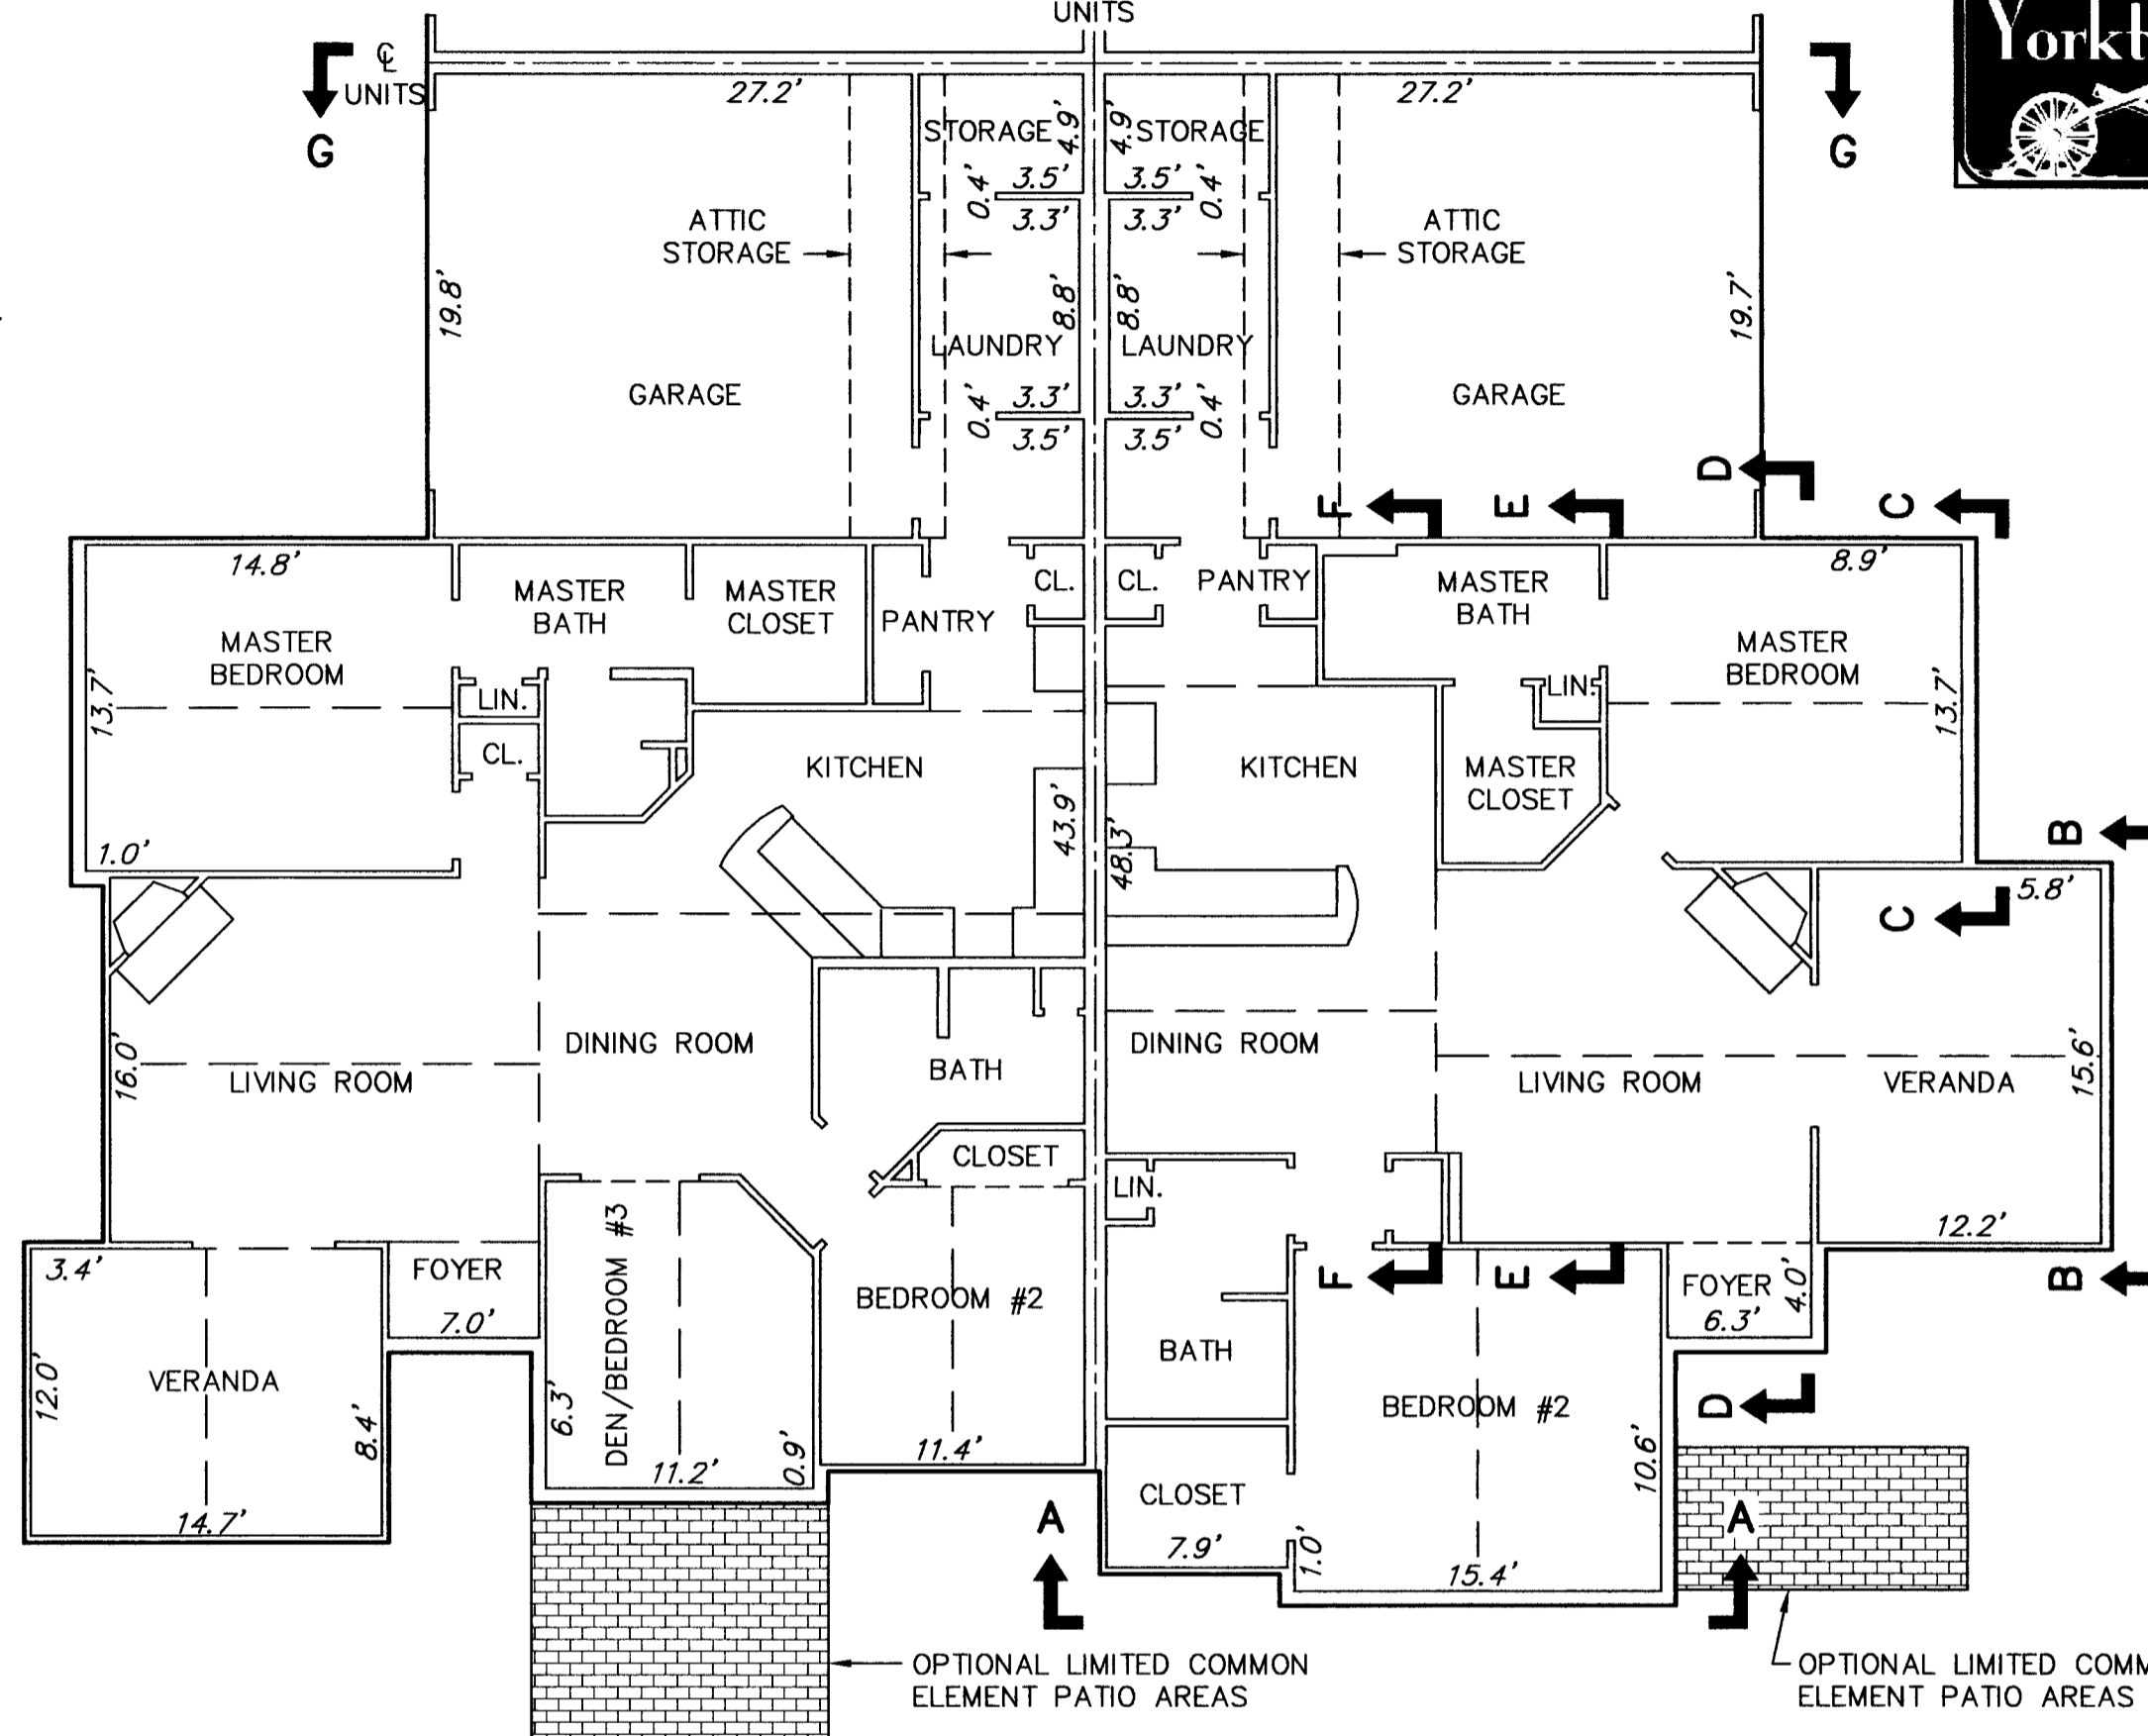 UNITS
Yorkt
℄
UNITS
G
G
27.2'
27.2'
STORAGE
STORAGE
4.9'
4.9'
3.5'
3.5'
0.4'
0.4'
3.3'
3.3'
ATTIC
STORAGE
ATTIC
STORAGE
19.8'
8.8'
8.8'
19.7'
LAUNDRY
LAUNDRY
GARAGE
GARAGE
0.4'
0.4'
3.3'
3.3'
3.5'
3.5'
F
E
D
C
14.8'
8.9'
MASTER
BATH
MASTER
CLOSET
CL.
CL.
PANTRY
PANTRY
MASTER
BATH
MASTER
BEDROOM
MASTER
BEDROOM
13.7'
13.7'
LIN.
LIN.
CL.
KITCHEN
KITCHEN
MASTER
CLOSET
43.9'
48.3'
1.0'
B
5.8'
C
16.0'
DINING ROOM
DINING ROOM
BATH
LIVING ROOM
LIVING ROOM
VERANDA
15.6'
CLOSET
LIN.
12.2'
3.4'
FOYER
7.0'
DEN/BEDROOM #3
BEDROOM #2
F
E
FOYER
6.3'
4.0'
B
VERANDA
12.0'
8.4'
6.3'
0.9'
BATH
BEDROOM #2
D
10.6'
11.2'
11.4'
14.7'
CLOSET
7.9'
1.0'
15.4'
A
A
OPTIONAL LIMITED COMMON
ELEMENT PATIO AREAS
OPTIONAL LIMITED COMM
ELEMENT PATIO AREAS